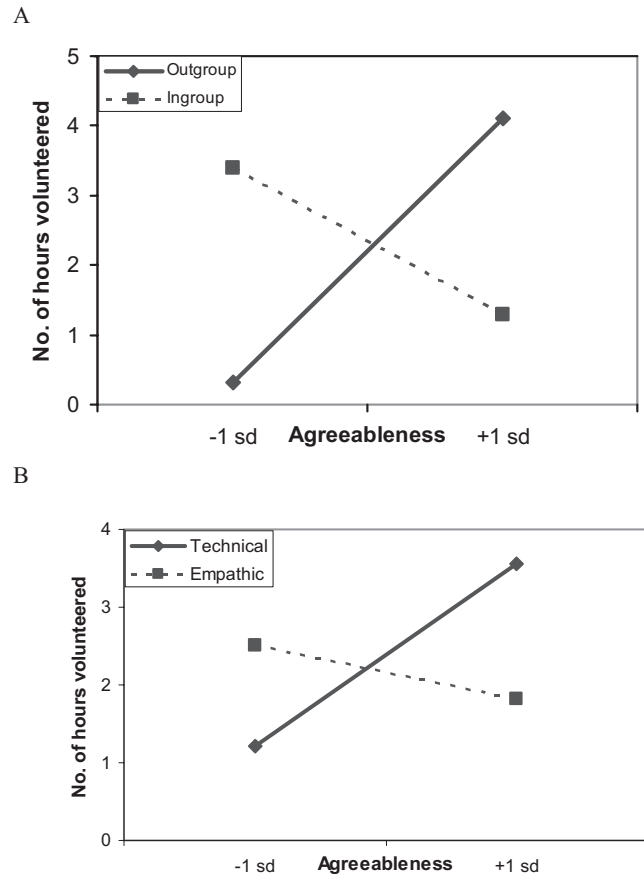 A
5
Outgroup
Ingroup
4
3
2
1
0
No. of hours volunteered
-1 sd
Agreeableness
+1 sd
B
4
Technical
Empathic
3
2
1
0
No. of hours volunteered
-1 sd
Agreeableness
+1 sd